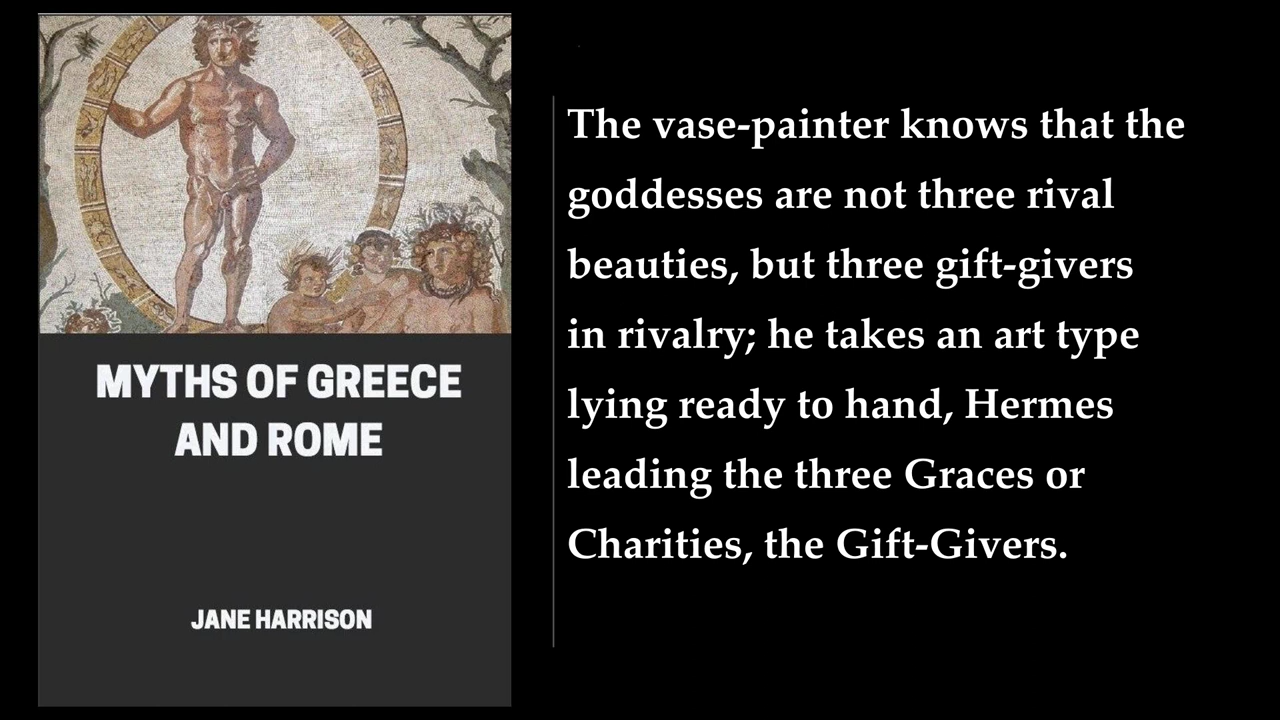 MYTHS OF GREECE
AND ROME
JANE HARRISON
The vase-painter knows that the
goddesses are not three rival
beauties, but three gift-givers
in rivalry; he takes an art type
lying ready to hand, Hermes
leading the three Graces or
Charities, the Gift-Givers.